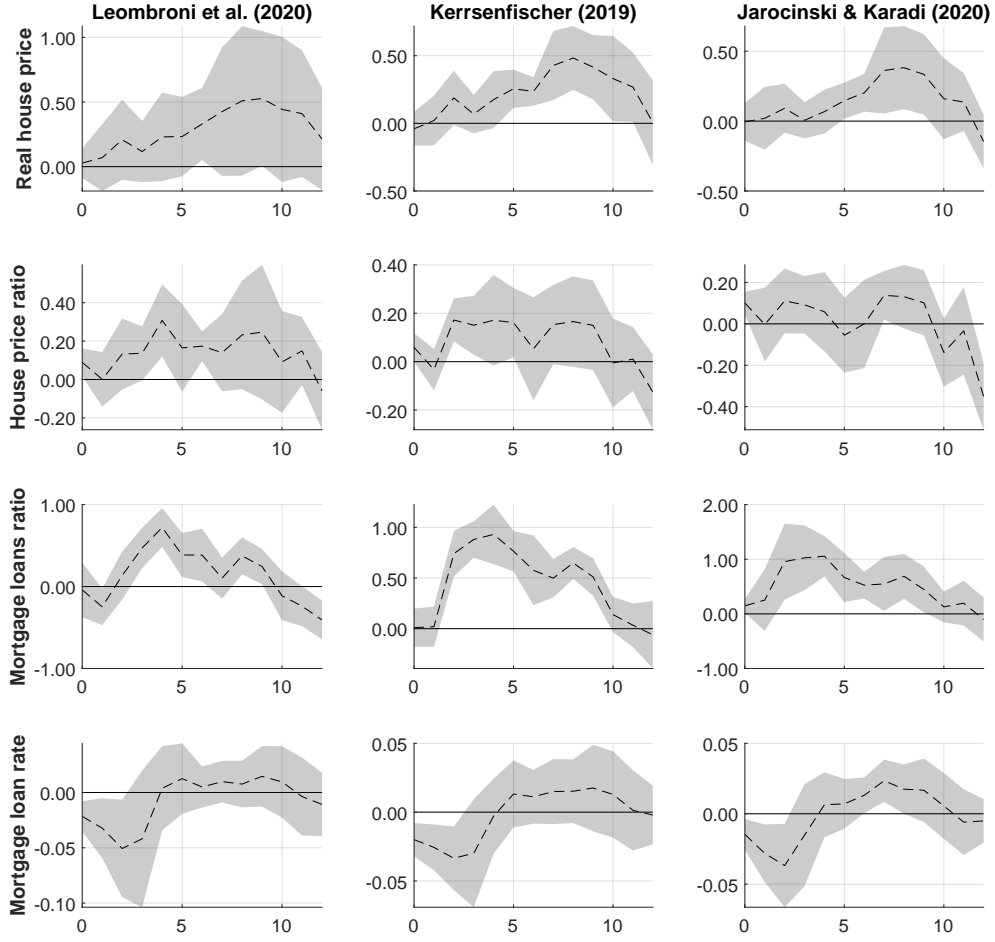 Leombroni et al. (2020) Kerrsenfischer (2019) Jarocinski & Karadi (2020)
Real house price
1.00
0.50
0.00
0 5 10
0.50
0.00
-0.50
0 5 10
0.50
0.00
-0.50
0 5 10
House price ratio
0.40
0.20
0.00
-0.20
0 5 10
0.40
0.20
0.00
-0.20
0 5 10
0.20
0.00
-0.20
-0.40
0 5 10
Mortgage loans ratio
1.00
0.00
-1.00
0 5 10
1.00
0.50
0.00
0 5 10
2.00
1.00
0.00
-1.00
0 5 10
Mortgage loan rate
0.00
-0.05
-0.10
0 5 10
0.05
0.00
-0.05
0 5 10
0.05
0.00
-0.05
0 5 10